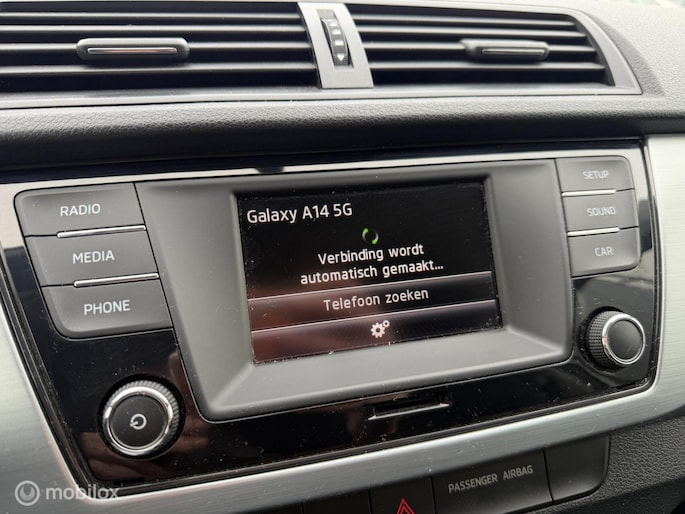 RADIO
MEDIA
PHONE
Galaxy A14 5G
Verbinding wordt
automatisch gemaakt...
Telefoon zoeken
SETUP
SOUND
CAR
PASSENGER AIRBAG
mobilox